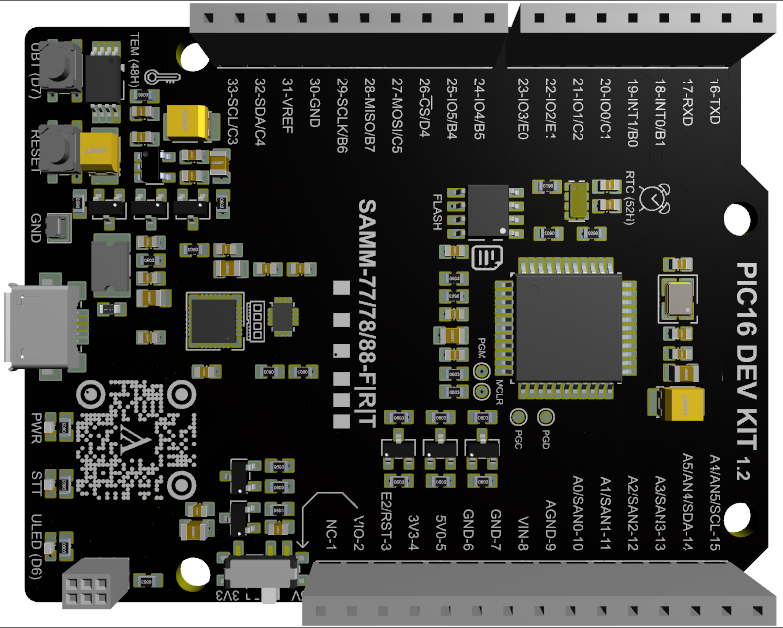 UBT (D7)
TEM (48H)
RESET
GND
PWR
STT
ULED (D6)
33-SCL/C3
32-SDA/C4
31-VREF
30-GND
29-SCLK/B6
28-MISO/B7
27-MOSI/C5
26-CS/D4
25-IO5/B4
24-IO4/B5
23-IO3/E0
22-IO2/E1
21-IO1/C2
20-IO0/C1
19-INT1/B0
18-INT0/B1
17-RXD
16-TXD
FLASH
RTC (52H)
SAMM-77/78/88-F|R|T
PIC16 DEV KIT 1.2
PGM
MCLR
PGC
PGD
NC-1
VIO-2
E2/RST-3
3V3-4
5V0-5
GND-6
GND-7
VIN-8
AGND-9
A0/SAN0-10
A1/SAN1-11
A2/SAN2-12
A3/SAN3-13
A5/AN4/SDA-14
A4/AN5/SCL-15
3V3